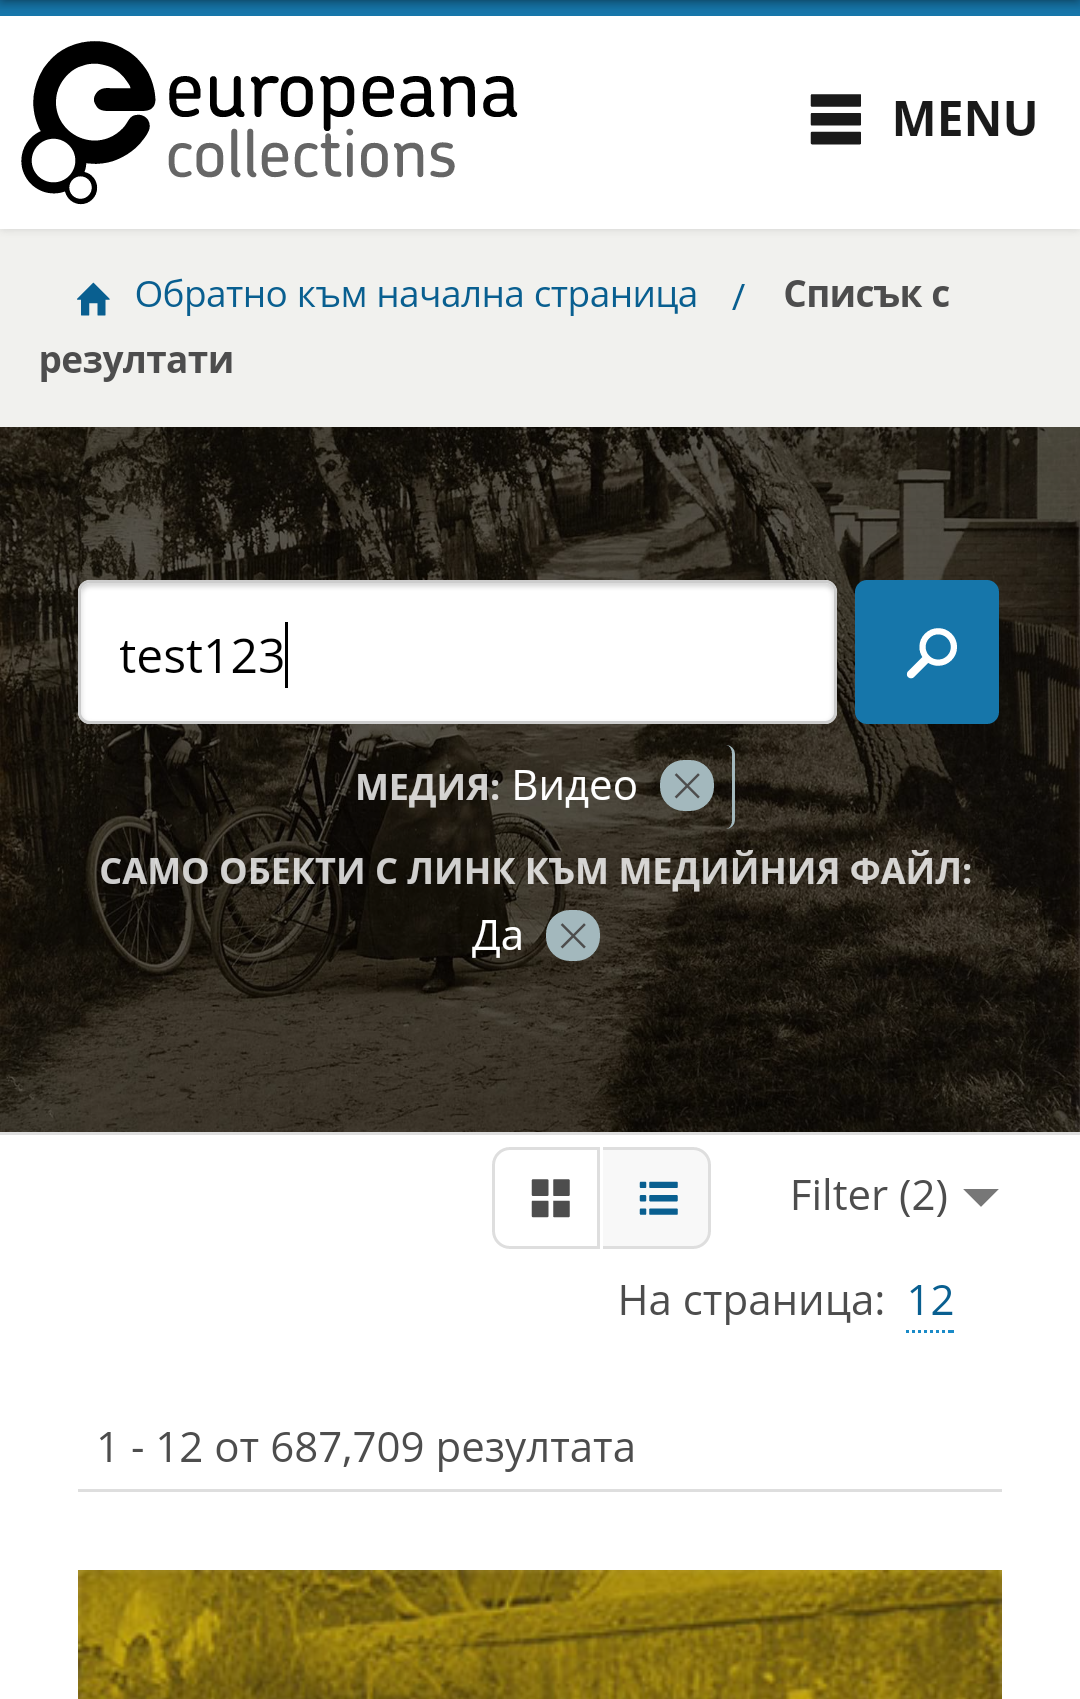 europeana
collections
MENU
Обратно към начална страница / Списък с
резултати
test123
МЕДИЯ: Видео
САМО ОБЕКТИ С ЛИНК КЪМ МЕДИЙНИЯ ФАЙЛ:
Да
Filter (2)
На страница: 12
1 - 12 от 687,709 резултата